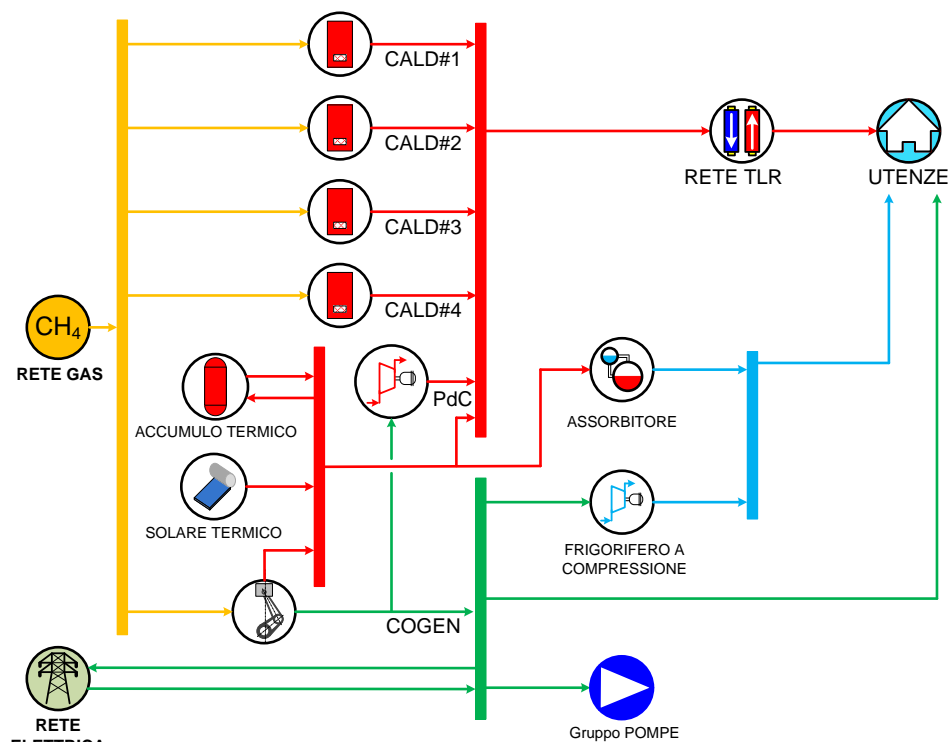 CALD#1
CALD#2
RETE TLR
UTENZE
CALD#3
CALD#4
CH₄
RETE GAS
PdC
ACCUMULO TERMICO
ASSORBITORE
SOLARE TERMICO
FRIGORIFERO A
COMPRESSIONE
COGEN
RETE
ELETTRICA
Gruppo POMPE